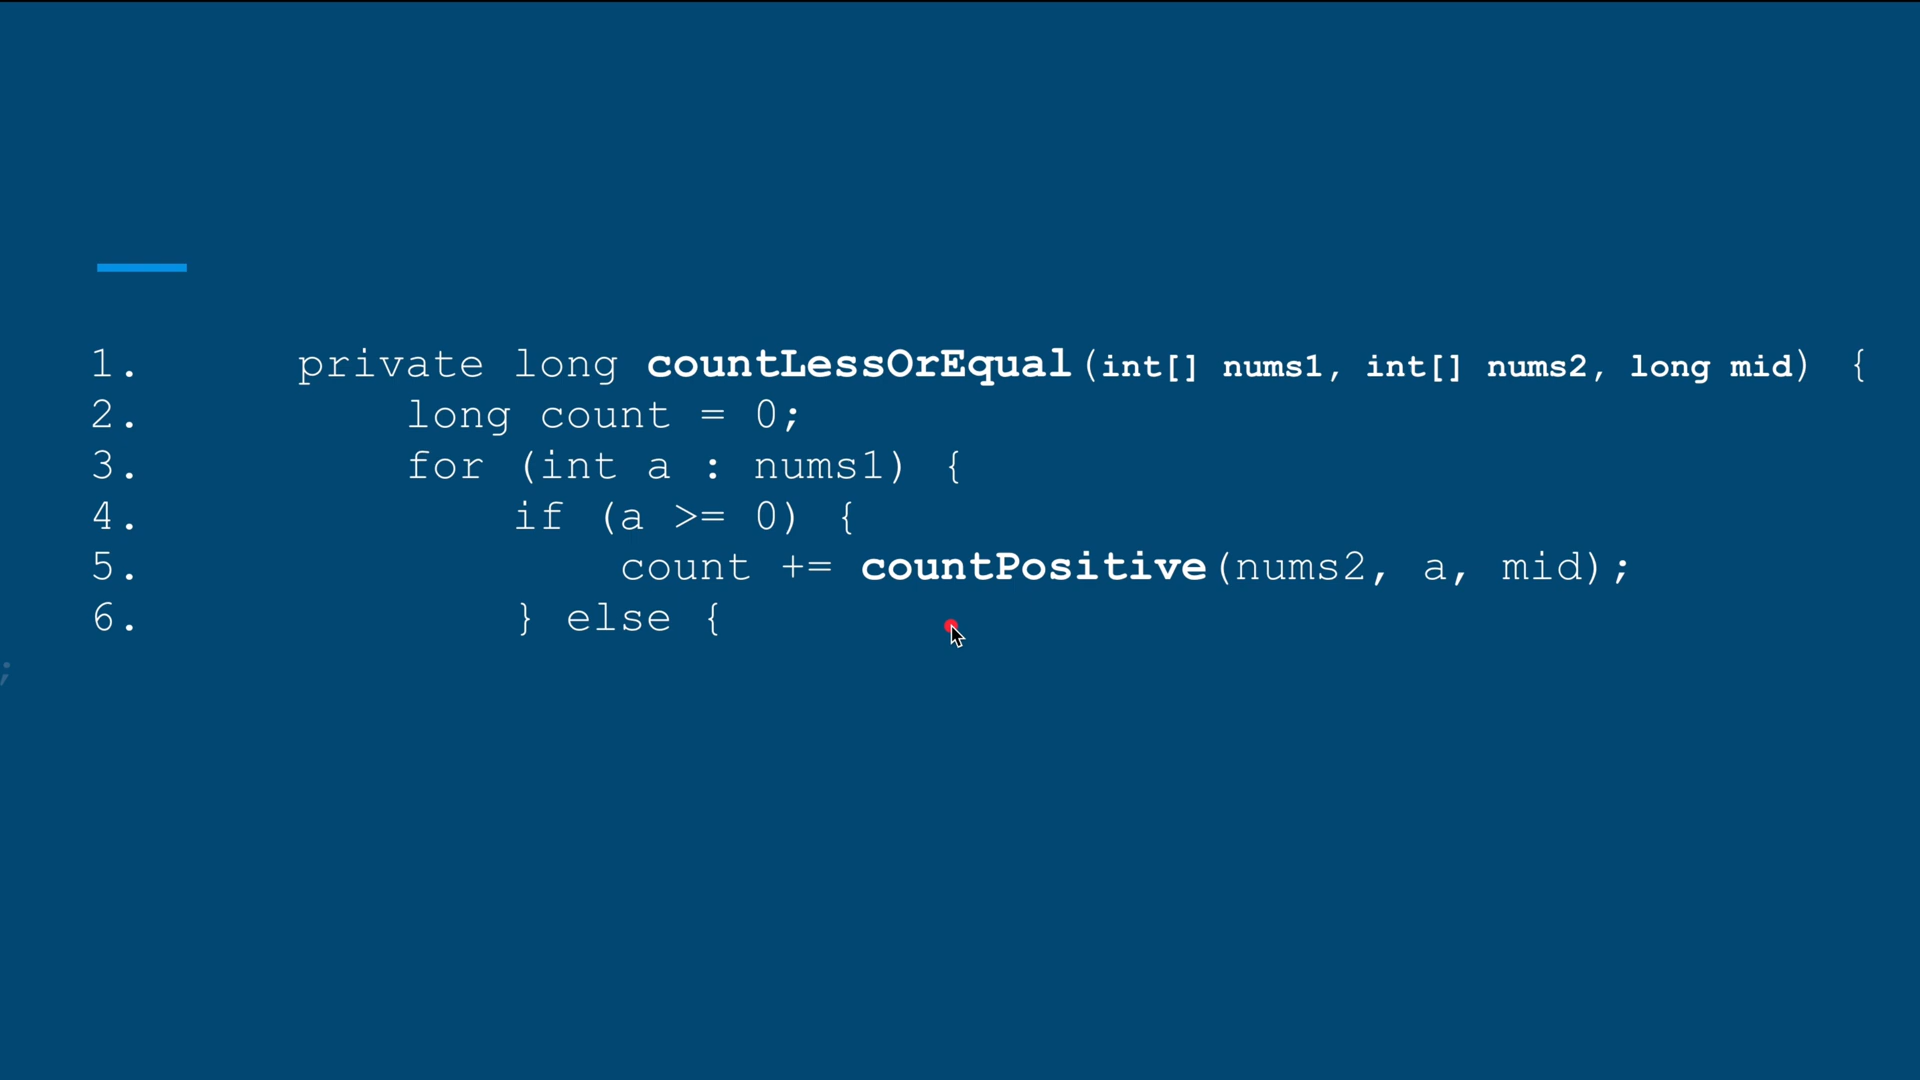 1. private long countLessOrEqual(int[] nums1, int[] nums2, long mid) {
2. long count = 0;
3. for (int a : nums1) {
4. if (a >= 0) {
5. count += countPositive(nums2, a, mid);
6. } else {
;